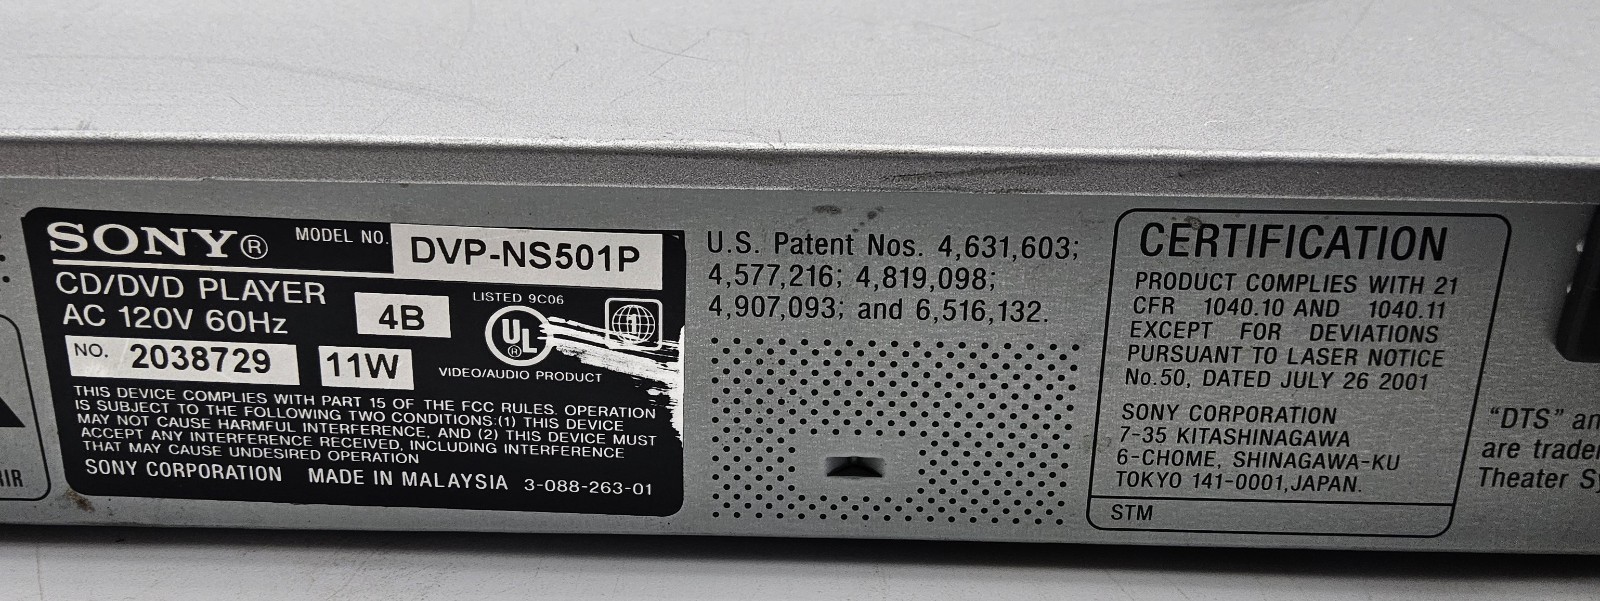 SONY®
MODEL NO. DVP-NS501P
CD/DVD PLAYER
AC 120V 60Hz
4B
LISTED 9C06
UL®
1
NO. 2038729
11W
VIDEO/AUDIO PRODUCT
THIS DEVICE COMPLIES WITH PART 15 OF THE FCC RULES. OPERATION
IS SUBJECT TO THE FOLLOWING TWO CONDITIONS:(1) THIS DEVICE
MAY NOT CAUSE HARMFUL INTERFERENCE, AND (2) THIS DEVICE MUST
ACCEPT ANY INTERFERENCE RECEIVED, INCLUDING INTERFERENCE
THAT MAY CAUSE UNDESIRED OPERATION
SONY CORPORATION MADE IN MALAYSIA 3-088-263-01
U.S. Patent Nos. 4,631,603;
4,577,216; 4,819,098;
4,907,093; and 6,516,132.
CERTIFICATION
PRODUCT COMPLIES WITH 21
CFR 1040.10 AND 1040.11
EXCEPT FOR DEVIATIONS
PURSUANT TO LASER NOTICE
No.50, DATED JULY 26 2001
SONY CORPORATION
7-35 KITASHINAGAWA
6-CHOME, SHINAGAWA-KU
TOKYO 141-0001,JAPAN.
STM
"DTS" an
are trade
Theater Sy